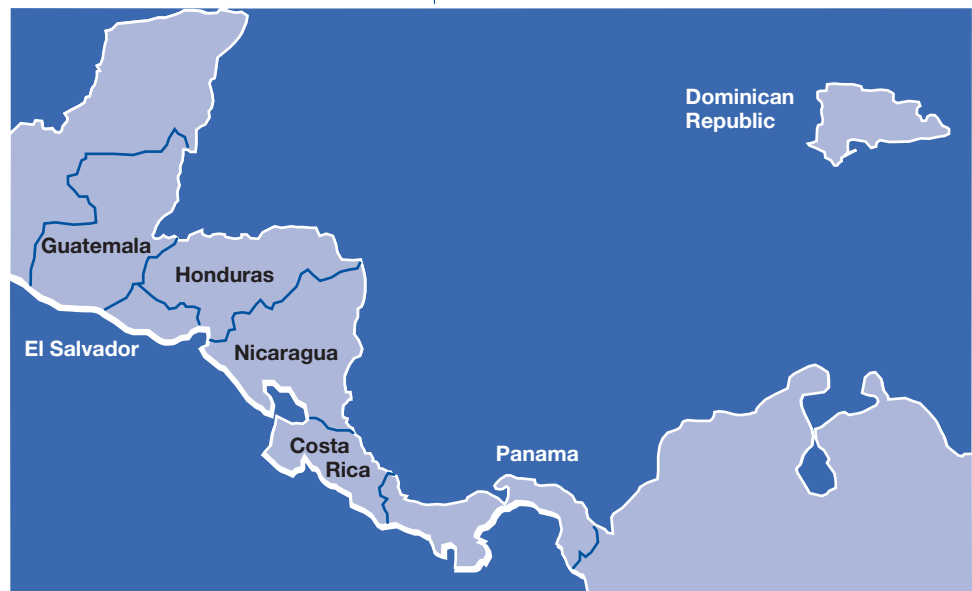 Dominican
Republic
Guatemala
Honduras
El Salvador
Nicaragua
Costa
Rica
Panama